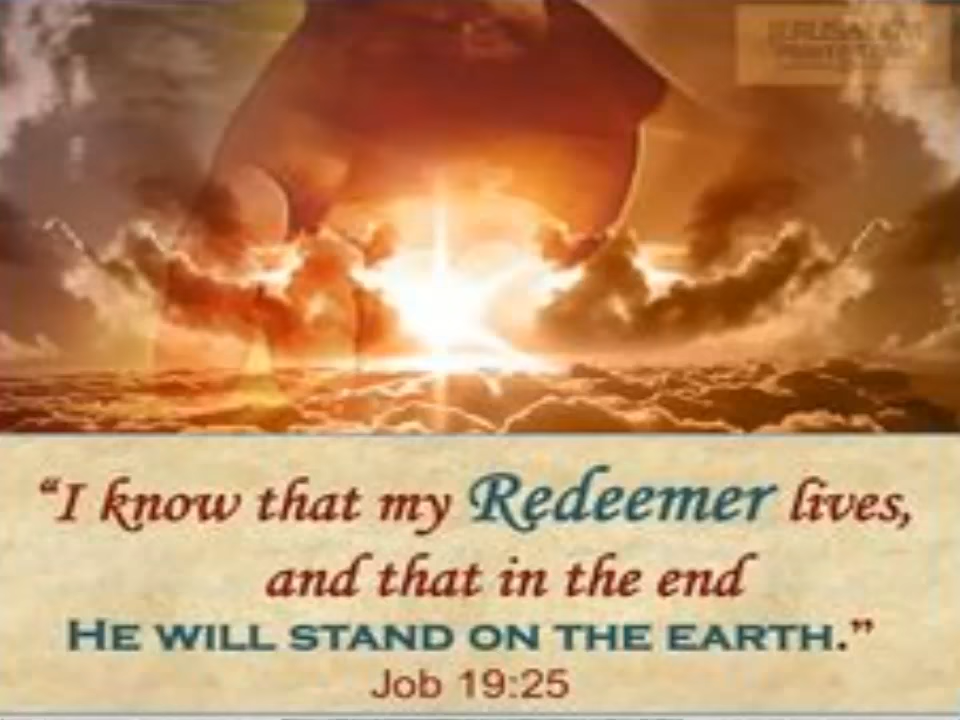 JERUSALEM
“I know that my Redeemer lives,
and that in the end
HE WILL STAND ON THE EARTH.”
Job 19:25